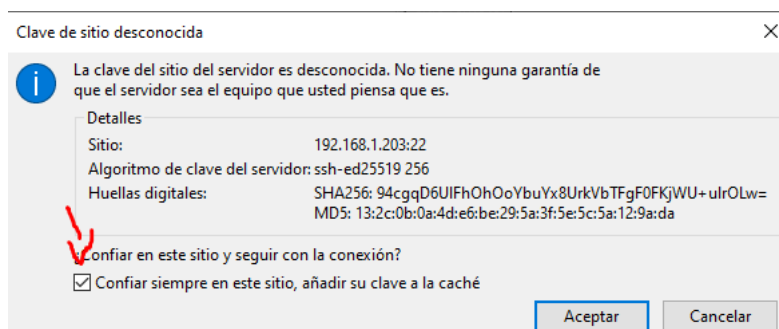 Clave de sitio desconocida
La clave del sitio del servidor es desconocida. No tiene ninguna garantía de
que el servidor sea el equipo que usted piensa que es.
Detalles
Sitio: 192.168.1.203:22
Algoritmo de clave del servidor: ssh-ed25519 256
Huellas digitales: SHA256: 94cgqD6UIFhOhOoYbuYx8UrkVbTFgF0FKjWU+ulrOLw=
MD5: 13:2c:0b:0a:4d:e6:be:29:5a:3f:5e:5c:5a:12:9a:da
¿Confiar en este sitio y seguir con la conexión?
Confiar siempre en este sitio, añadir su clave a la caché
Aceptar Cancelar